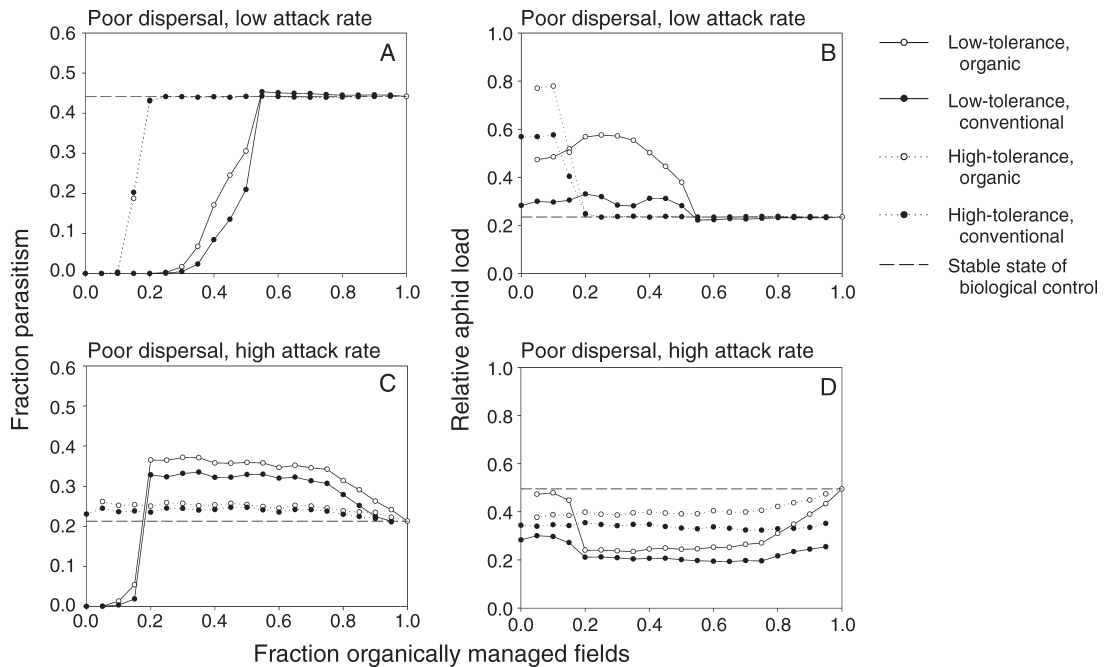 Poor dispersal, low attack rate
A
0.6
0.5
0.4
0.3
0.2
0.1
0.0
0.0 0.2 0.4 0.6 0.8 1.0
Poor dispersal, low attack rate
B
1.0
0.8
0.6
0.4
0.2
0.0
0.0 0.2 0.4 0.6 0.8 1.0
Low-tolerance,
organic
Low-tolerance,
conventional
High-tolerance,
organic
High-tolerance,
conventional
Stable state of
biological control
Fraction parasitism
Relative aphid load
Poor dispersal, high attack rate
C
0.6
0.5
0.4
0.3
0.2
0.1
0.0
0.0 0.2 0.4 0.6 0.8 1.0
Poor dispersal, high attack rate
D
1.0
0.8
0.6
0.4
0.2
0.0
0.0 0.2 0.4 0.6 0.8 1.0
Fraction organically managed fields